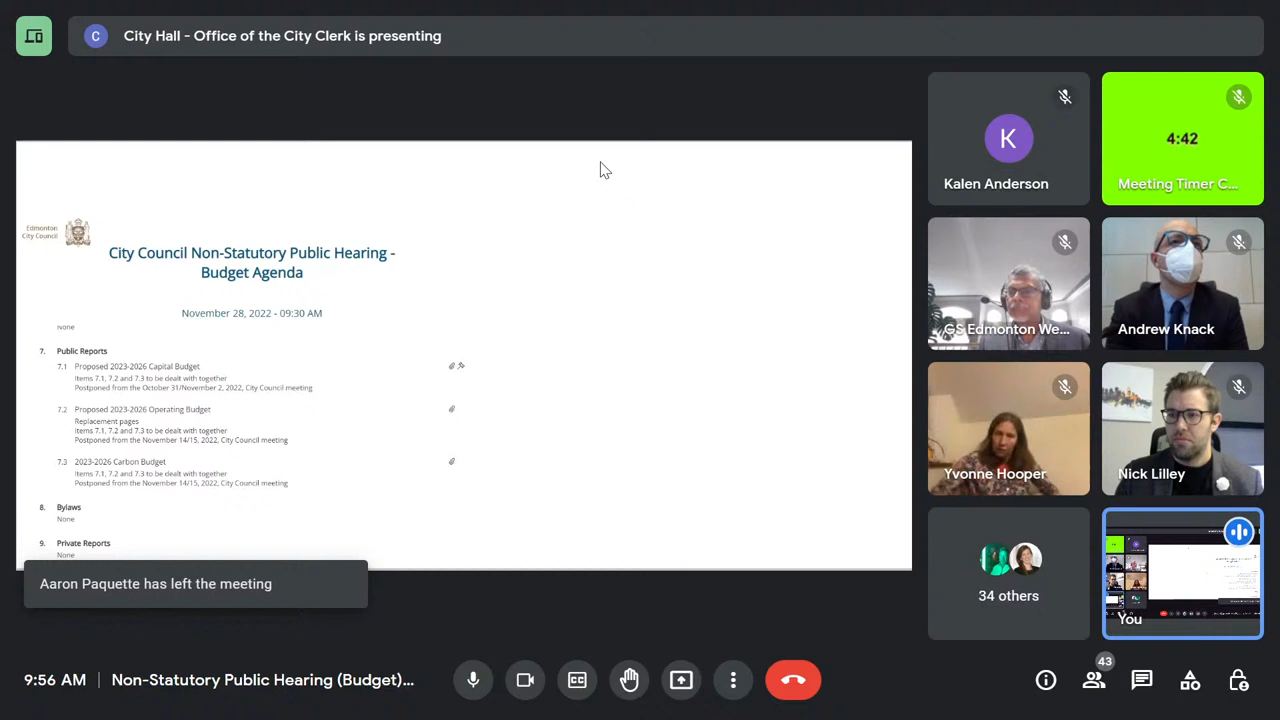 C City Hall - Office of the City Clerk is presenting
K
Kalen Anderson
4:42
Meeting Timer C...
GS Edmonton We...
Andrew Knack
Yvonne Hooper
Nick Lilley
34 others
You
Edmonton
City Council
City Council Non-Statutory Public Hearing -
Budget Agenda
November 28, 2022 - 09:30 AM
None
7. Public Reports
7.1 Proposed 2023-2026 Capital Budget
Items 7.1, 7.2 and 7.3 to be dealt with together
Postponed from the October 31/November 2, 2022, City Council meeting
7.2 Proposed 2023-2026 Operating Budget
Replacement pages
Items 7.1, 7.2 and 7.3 to be dealt with together
Postponed from the November 14/15, 2022, City Council meeting
7.3 2023-2026 Carbon Budget
Items 7.1, 7.2 and 7.3 to be dealt with together
Postponed from the November 14/15, 2022, City Council meeting
8. Bylaws
None
9. Private Reports
None
Aaron Paquette has left the meeting
9:56 AM | Non-Statutory Public Hearing (Budget)...
43